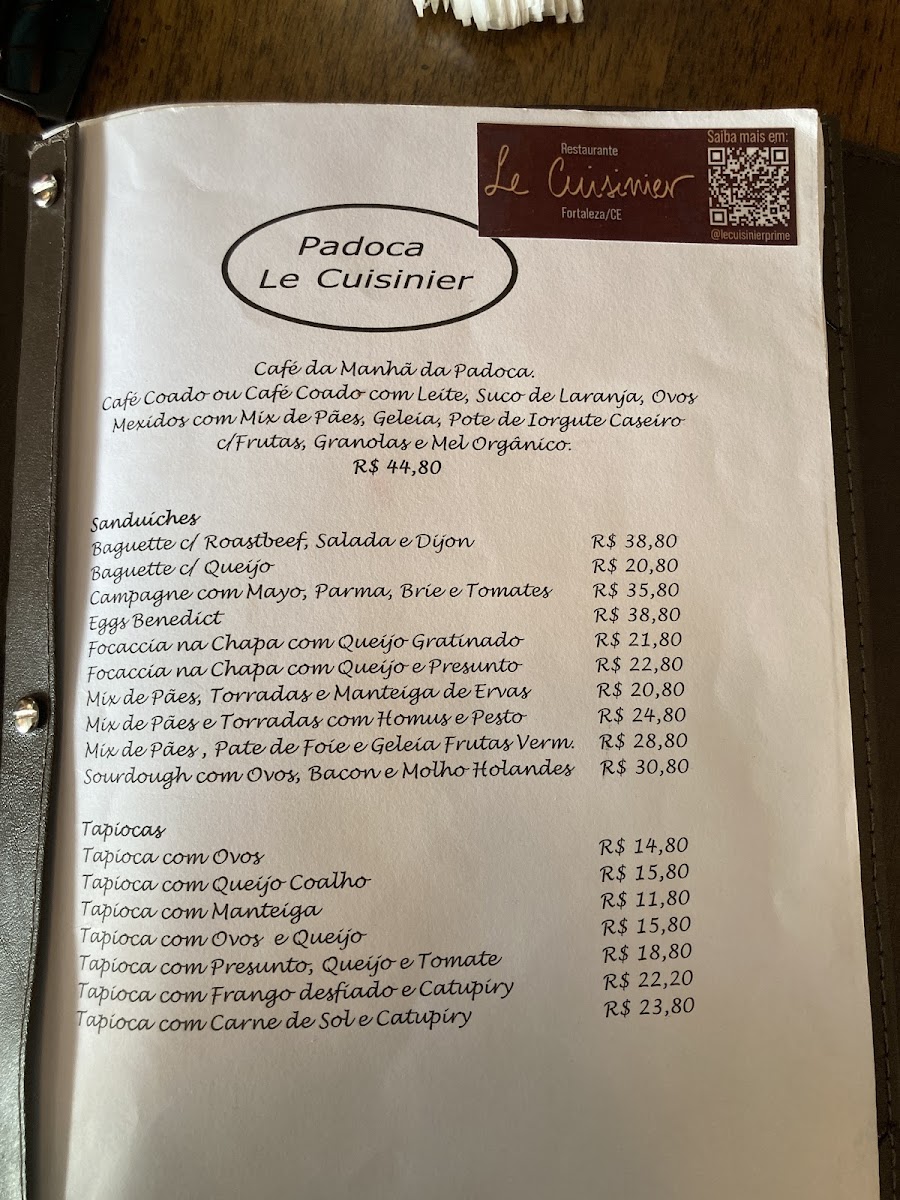 Restaurante
Le Cuisinier
Fortaleza/CE
Saiba mais em:
@lecuisinierprime
Padoca
Le Cuisinier
Café da Manhã da Padoca.
Café Coado ou Café Coado com Leite, Suco de Laranja, Ovos
Mexidos com Mix de Pães, Geleia, Pote de Iorgute Caseiro
c/Frutas, Granolas e Mel Orgânico.
R$ 44,80
Sanduiches
Baguette c/ Roastbeef, Salada e Dijon R$ 38,80
Baguette c/ Queijo R$ 20,80
Campagne com Mayo, Parma, Brie e Tomates R$ 35,80
Eggs Benedict R$ 38,80
Focaccia na Chapa com Queijo Gratinado R$ 21,80
Focaccia na Chapa com Queijo e Presunto R$ 22,80
Mix de Pães, Torradas e Manteiga de Ervas R$ 20,80
Mix de Pães e Torradas com Homus e Pesto R$ 24,80
Mix de Pães , Pate de Foie e Geleia Frutas Verm. R$ 28,80
Sourdough com Ovos, Bacon e Molho Holandes R$ 30,80
Tapiocas
Tapioca com Ovos R$ 14,80
Tapioca com Queijo Coalho R$ 15,80
Tapioca com Manteiga R$ 11,80
Tapioca com Ovos e Queijo R$ 15,80
Tapioca com Presunto, Queijo e Tomate R$ 18,80
Tapioca com Frango desfiado e Catupiry R$ 22,20
Tapioca com Carne de Sol e Catupiry R$ 23,80